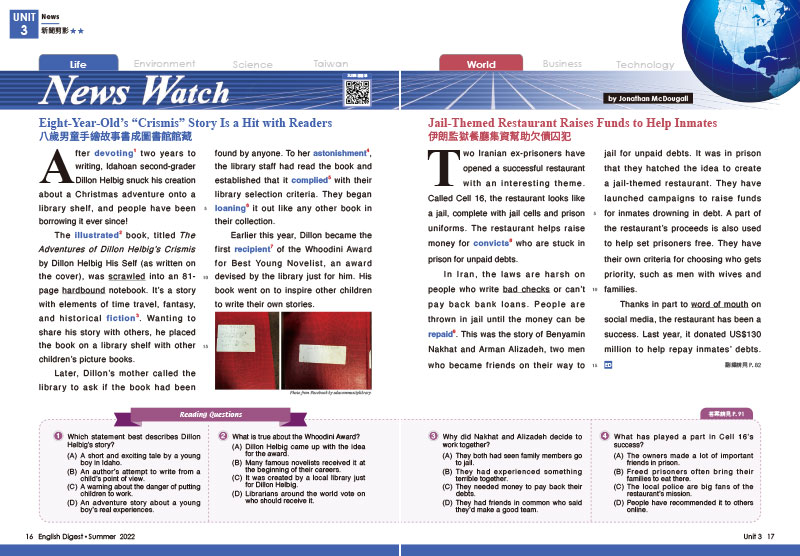 UNIT
3
News
新聞剪影★★
Life
Environment
Science
Taiwan
News Watch
Eight-Year-Old's “Crismis” Story Is a Hit with Readers
八歲男童手繪故事書成圖書館館藏
After devoting¹ two years to
writing, Idahoan second-grader
Dillon Helbig snuck his creation
about a Christmas adventure onto a
library shelf, and people have been
borrowing it ever since!
The illustrated² book, titled The
Adventures of Dillon Helbig's Crismis
by Dillon Helbig His Self (as written on
the cover), was scrawled into an 81-
page hardbound notebook. It's a story
with elements of time travel, fantasy,
and historical fiction³. Wanting to
share his story with others, he placed
the book on a library shelf with other
children's picture books.
Later, Dillon's mother called the
library to ask if the book had been
5
10
15
found by anyone. To her astonishment⁴,
the library staff had read the book and
established that it complied⁵ with their
library selection criteria. They began
loaning⁶ it out like any other book in
their collection.
Earlier this year, Dillon became the
first recipient⁷ of the Whoodini Award
for Best Young Novelist, an award
devised by the library just for him. His
book went on to inspire other children
to write their own stories.
Photo from Facebook by adacommunitylibrary
World
Business
Technology
by Jonathan McDougall
Jail-Themed Restaurant Raises Funds to Help Inmates
伊朗監獄餐廳集資幫助欠債囚犯
Two Iranian ex-prisoners have
opened a successful restaurant
with an interesting theme.
Called Cell 16, the restaurant looks like
a jail, complete with jail cells and prison
uniforms. The restaurant helps raise
money for convicts⁸ who are stuck in
prison for unpaid debts.
In Iran, the laws are harsh on
people who write bad checks or can't
pay back bank loans. People are
thrown in jail until the money can be
repaid⁹. This was the story of Benyamin
Nakhat and Arman Alizadeh, two men
who became friends on their way to
5
10
15
jail for unpaid debts. It was in prison
that they hatched the idea to create
a jail-themed restaurant. They have
launched campaigns to raise funds
for inmates drowning in debt. A part of
the restaurant's proceeds is also used
to help set prisoners free. They have
their own criteria for choosing who gets
priority, such as men with wives and
families.
Thanks in part to word of mouth on
social media, the restaurant has been a
success. Last year, it donated US$130
million to help repay inmates' debts.
ED
翻譯請見 P. 82
Reading Questions
答案請見 P. 91
1 Which statement best describes Dillon
Helbig's story?
(A) A short and exciting tale by a young
boy in Idaho.
(B) An author's attempt to write from a
child's point of view.
(C) A warning about the danger of putting
children to work.
(D) An adventure story about a young
boy's real experiences.
2 What is true about the Whoodini Award?
(A) Dillon Helbig came up with the idea
for the award.
(B) Many famous novelists received it at
the beginning of their careers.
(C) It was created by a local library just
for Dillon Helbig.
(D) Librarians around the world vote on
who should receive it.
3 Why did Nakhat and Alizadeh decide to
work together?
(A) They both had seen family members go
to jail.
(B) They had experienced something
terrible together.
(C) They needed money to pay back their
debts.
(D) They had friends in common who said
they'd make a good team.
4 What has played a part in Cell 16's
success?
(A) The owners made a lot of important
friends in prison.
(B) Freed prisoners often bring their
families to eat there.
(C) The local police are big fans of the
restaurant's mission.
(D) People have recommended it to others
online.
16 English Digest • Summer 2022
Unit 3 17